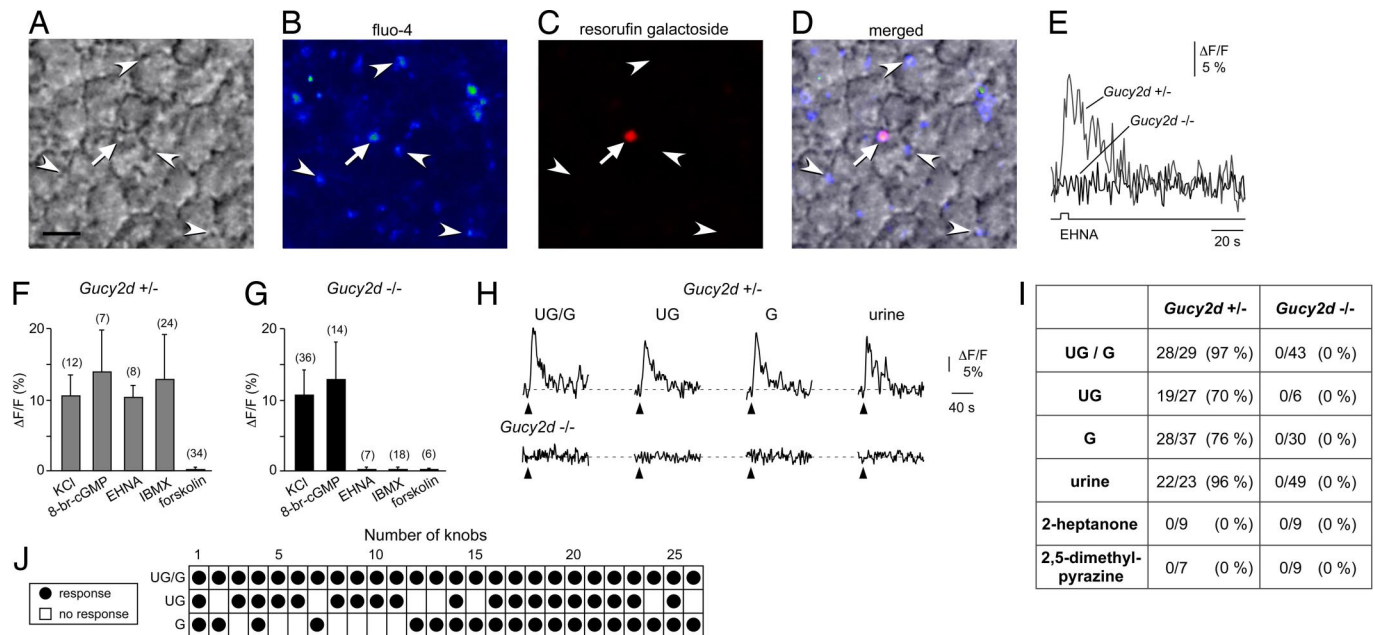 A B C D E
fluo-4 resorufin galactoside merged
ΔF/F
5 %
Gucy2d +/-
Gucy2d -/-
EHNA
20 s
F Gucy2d +/-
ΔF/F (%)
20
10
0
(12) (7) (8) (24) (34)
KCl 8-br-cGMP EHNA IBMX forskolin
G Gucy2d -/-
ΔF/F (%)
20
10
0
(36) (14) (7) (18) (6)
KCl 8-br-cGMP EHNA IBMX forskolin
H Gucy2d +/-
UG/G UG G urine
ΔF/F
5%
40 s
Gucy2d -/-
I
Gucy2d +/- Gucy2d -/-
UG / G 28/29 (97 %) 0/43 (0 %)
UG 19/27 (70 %) 0/6 (0 %)
G 28/37 (76 %) 0/30 (0 %)
urine 22/23 (96 %) 0/49 (0 %)
2-heptanone 0/9 (0 %) 0/9 (0 %)
2,5-dimethyl-
pyrazine 0/7 (0 %) 0/9 (0 %)
J Number of knobs
1 5 10 15 20 25
response
no response
UG/G
UG
G